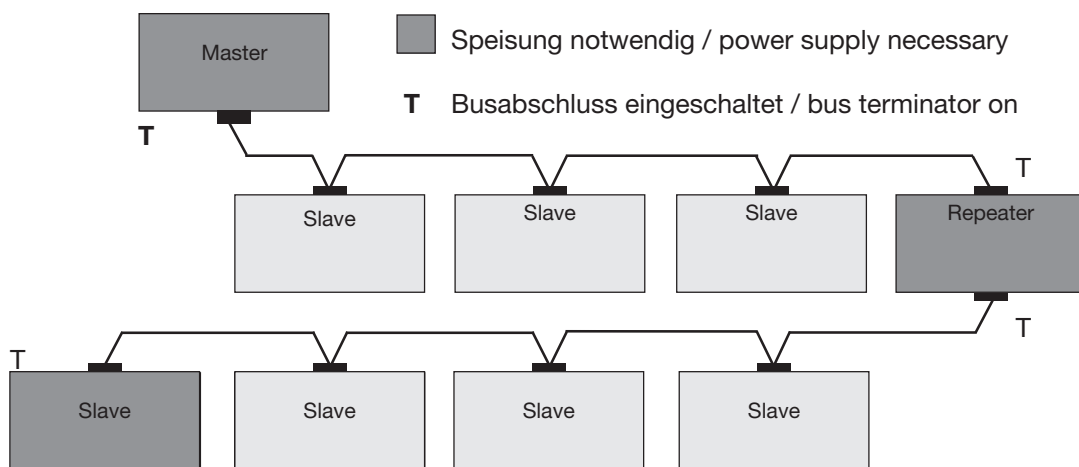 Master
Speisung notwendig / power supply necessary
T Busabschluss eingeschaltet / bus terminator on
T
T
Slave
Slave
Slave
Repeater
T
T
Slave
Slave
Slave
Slave